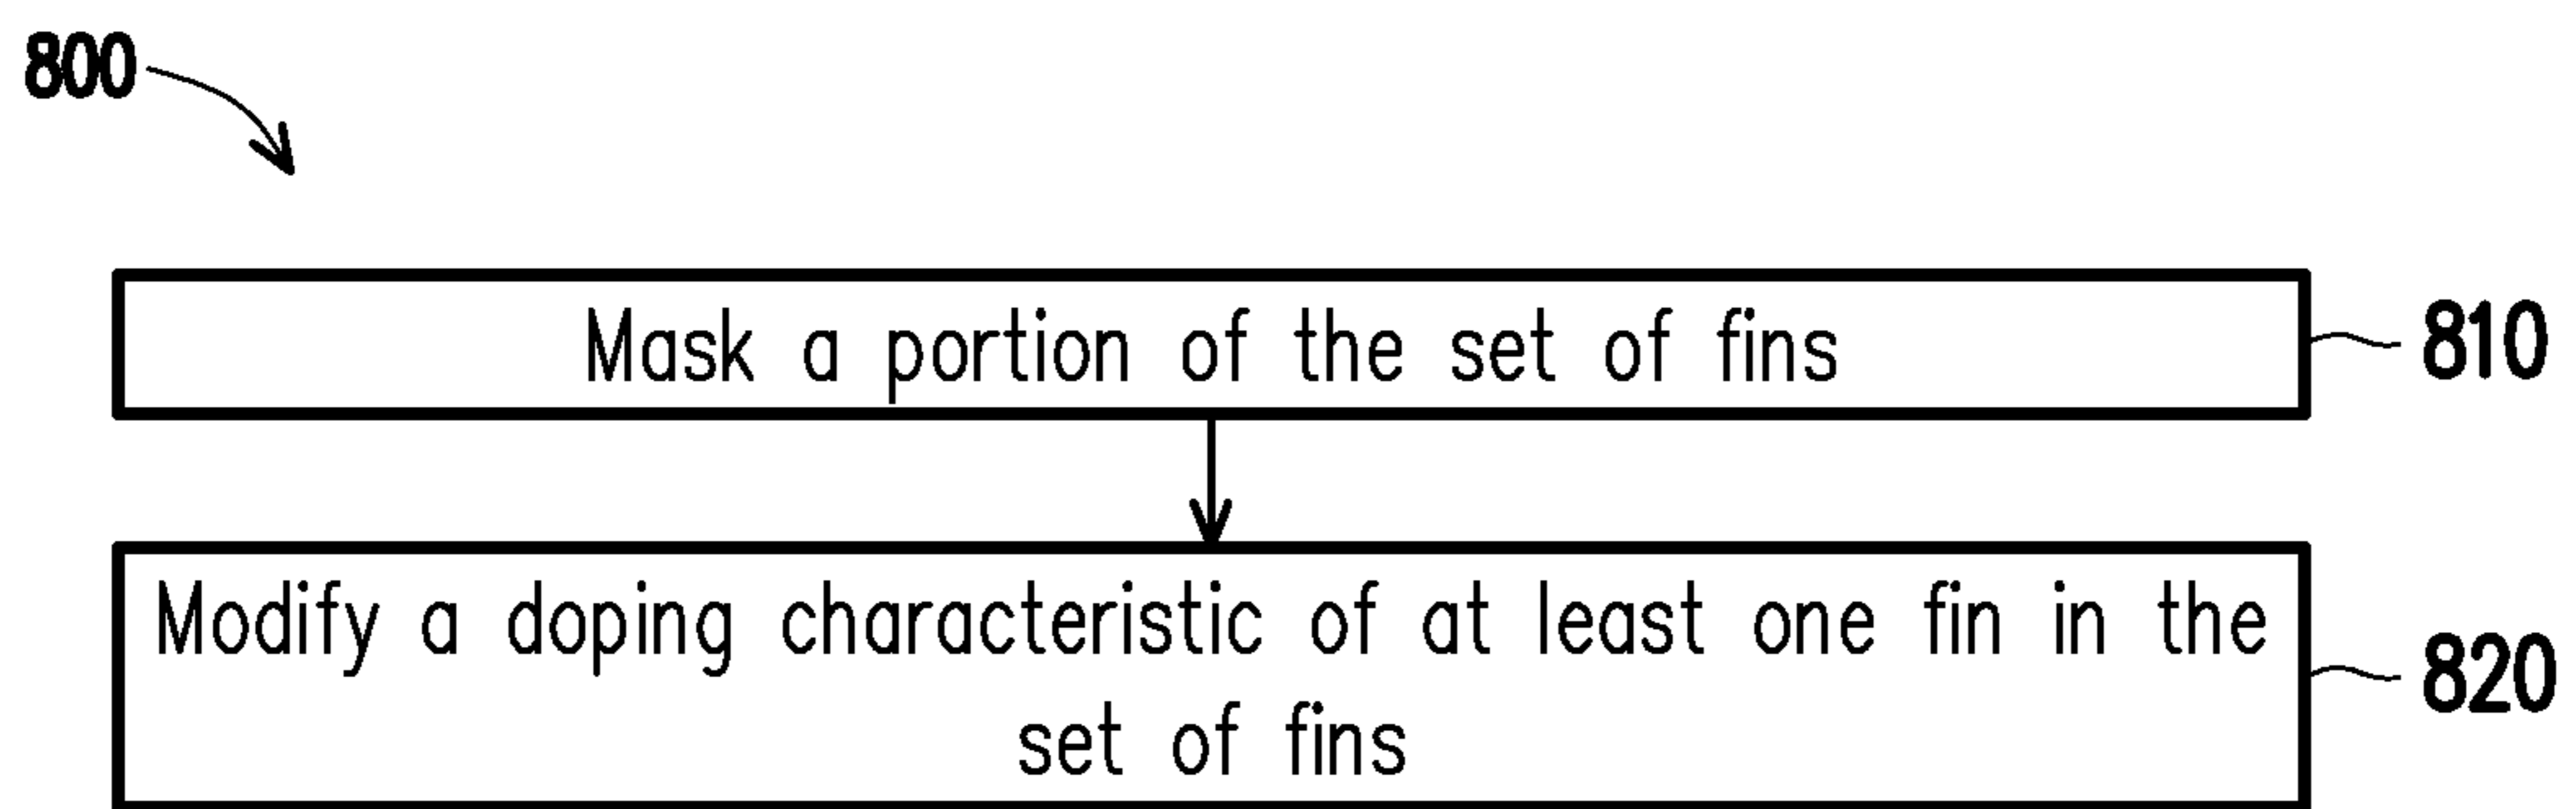 800
Mask a portion of the set of fins
810
Modify a doping characteristic of at least one fin in the
set of fins
820